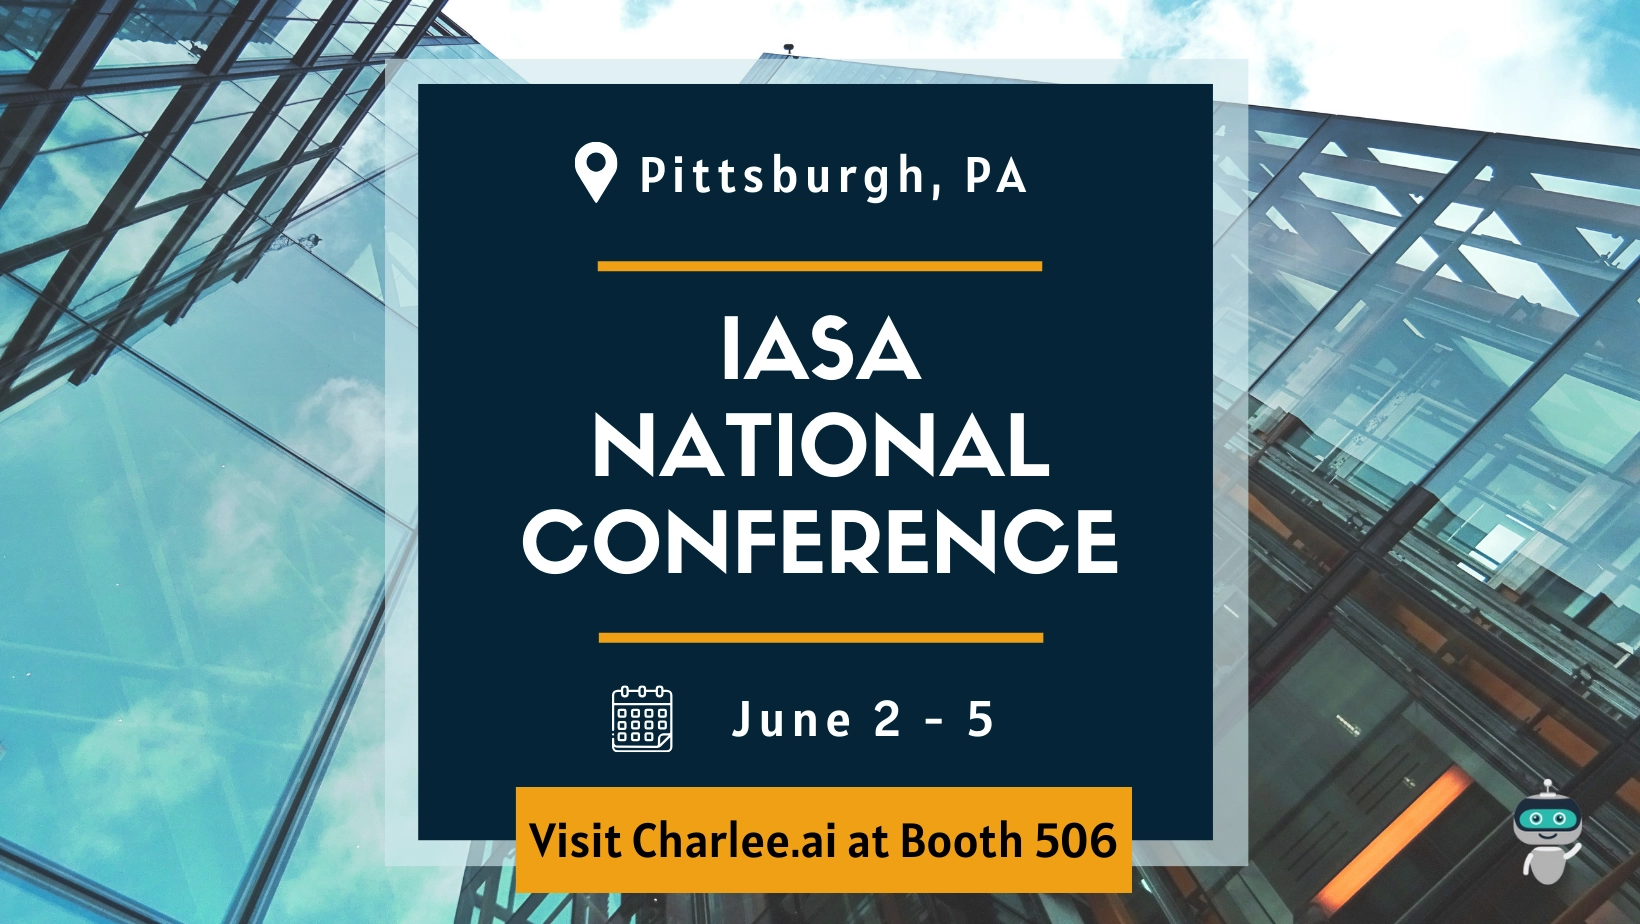 Pittsburgh, PA
IASA
NATIONAL
CONFERENCE
June 2 - 5
Visit Charlee.ai at Booth 506